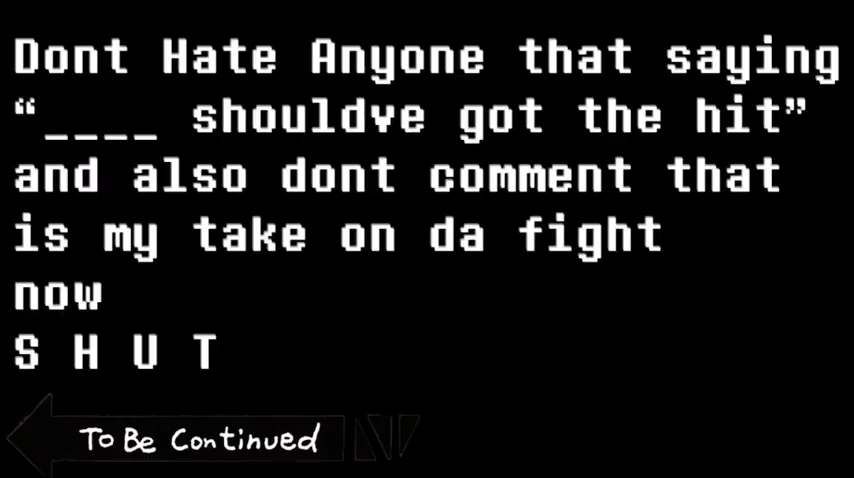 Dont Hate Anyone that saying
“____ shouldve got the hit”
and also dont comment that
is my take on da fight
now
S H U T
To Be Continued